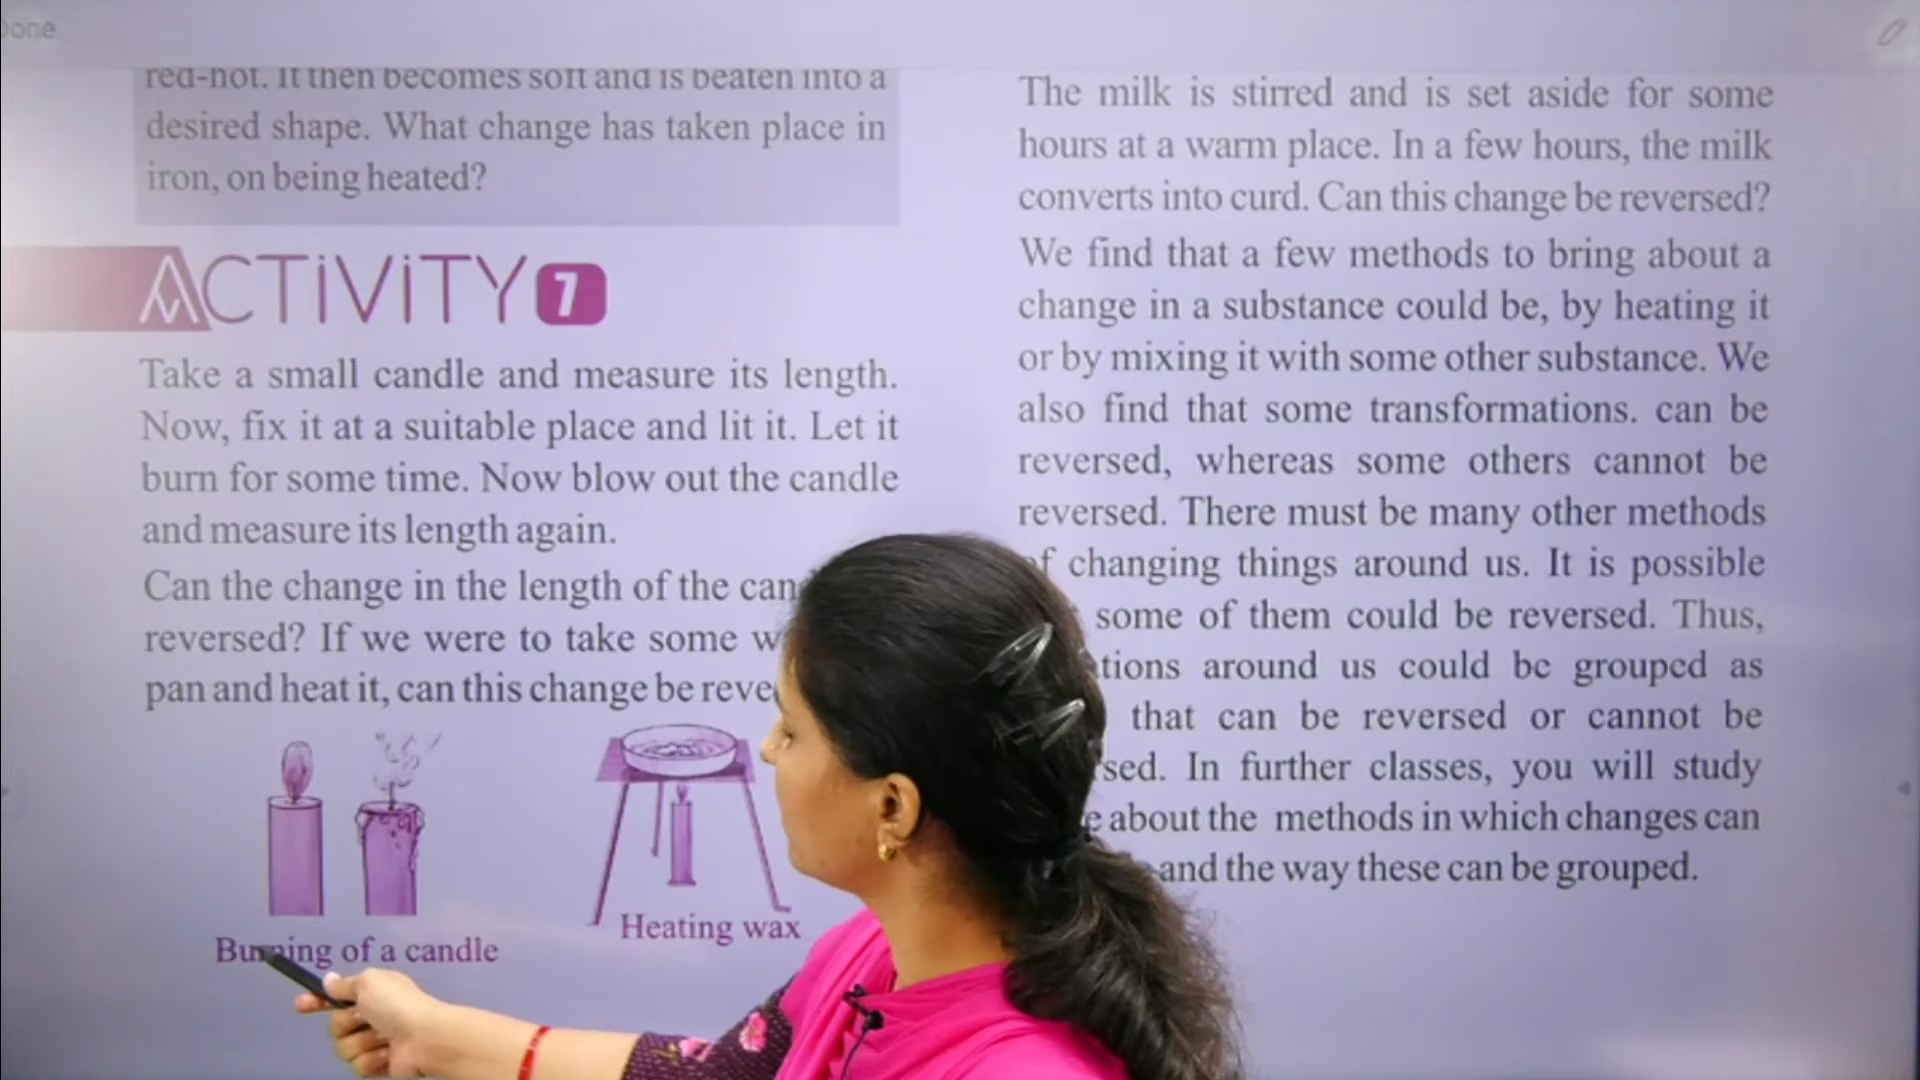 Done
red-hot. It then becomes soft and is beaten into a
desired shape. What change has taken place in
iron, on being heated?
ACTiViTY 7
Take a small candle and measure its length.
Now, fix it at a suitable place and lit it. Let it
burn for some time. Now blow out the candle
and measure its length again.
Can the change in the length of the
reversed? If we were to take some
pan and heat it, can this change be
Burning of a candle
Heating wax
The milk is stirred and is set aside for some
hours at a warm place. In a few hours, the milk
converts into curd. Can this change be reversed?
We find that a few methods to bring about a
change in a substance could be, by heating it
or by mixing it with some other substance. We
also find that some transformations. can be
reversed, whereas some others cannot be
reversed. There must be many other methods
of changing things around us. It is possible
some of them could be reversed. Thus,
around us could be grouped as
that can be reversed or cannot be
In further classes, you will study
about the methods in which changes can
and the way these can be grouped.